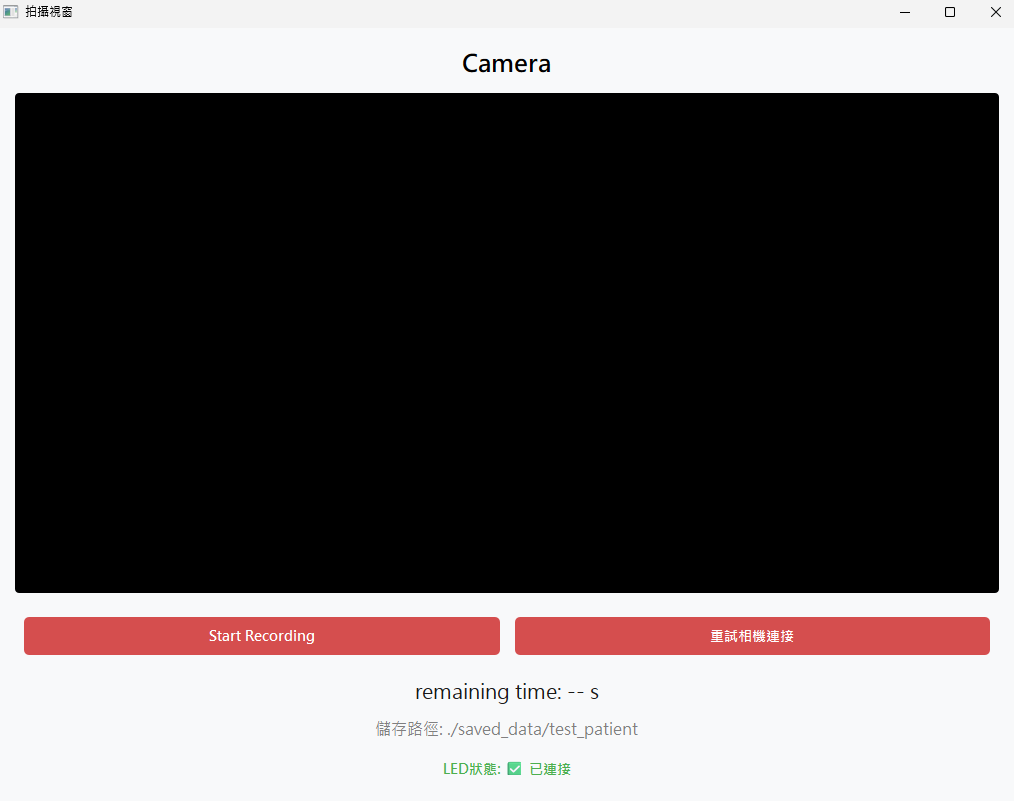 拍攝視窗
Camera
Start Recording
重試相機連接
remaining time: -- s
儲存路徑: ./saved_data/test_patient
LED狀態: ✅ 已連接